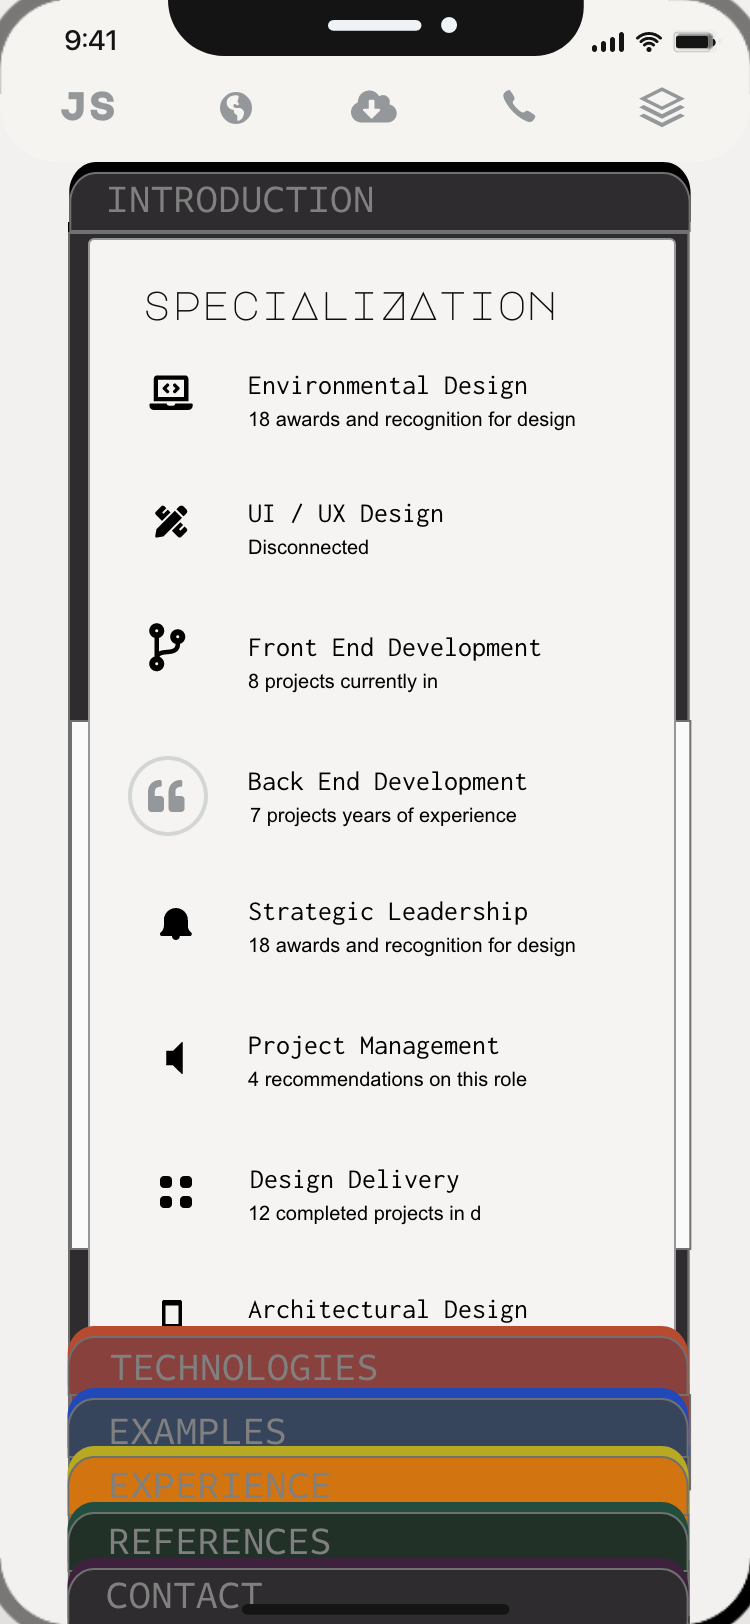 9:41
JS
INTRODUCTION
SPECIALIZATION
Environmental Design
18 awards and recognition for design
UI / UX Design
Disconnected
Front End Development
8 projects currently in
Back End Development
7 projects years of experience
Strategic Leadership
18 awards and recognition for design
Project Management
4 recommendations on this role
Design Delivery
12 completed projects in d
Architectural Design
TECHNOLOGIES
EXAMPLES
EXPERIENCE
REFERENCES
CONTACT